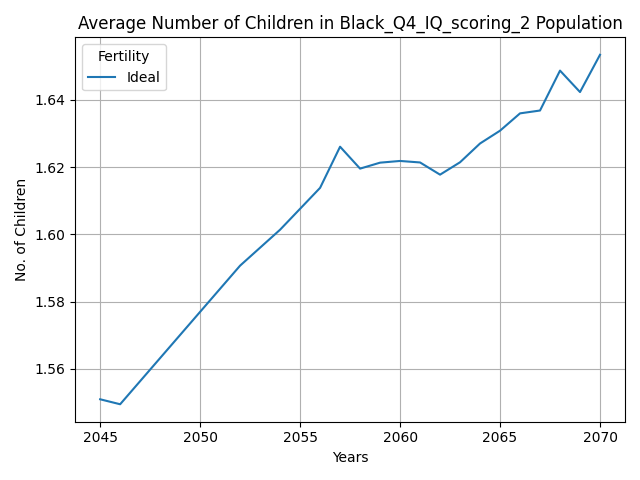 Average Number of Children in Black_Q4_IQ_scoring_2 Population
Fertility
Ideal
No. of Children
1.64
1.62
1.60
1.58
1.56
2045 2050 2055 2060 2065 2070
Years